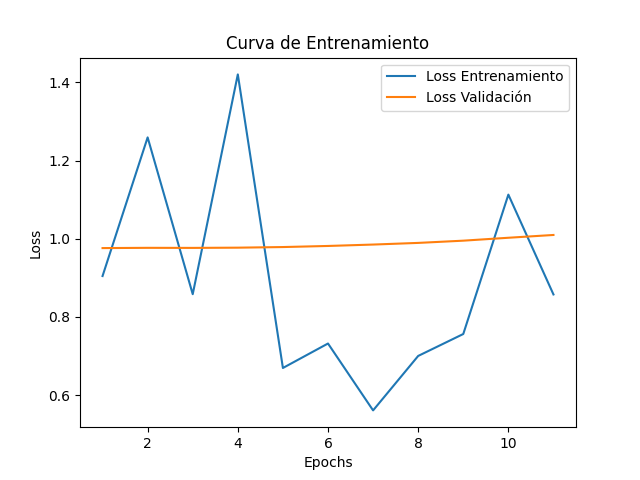 Curva de Entrenamiento
Loss Entrenamiento
Loss Validación
1.4
1.2
1.0
0.8
0.6
Loss
2
4
6
8
10
Epochs